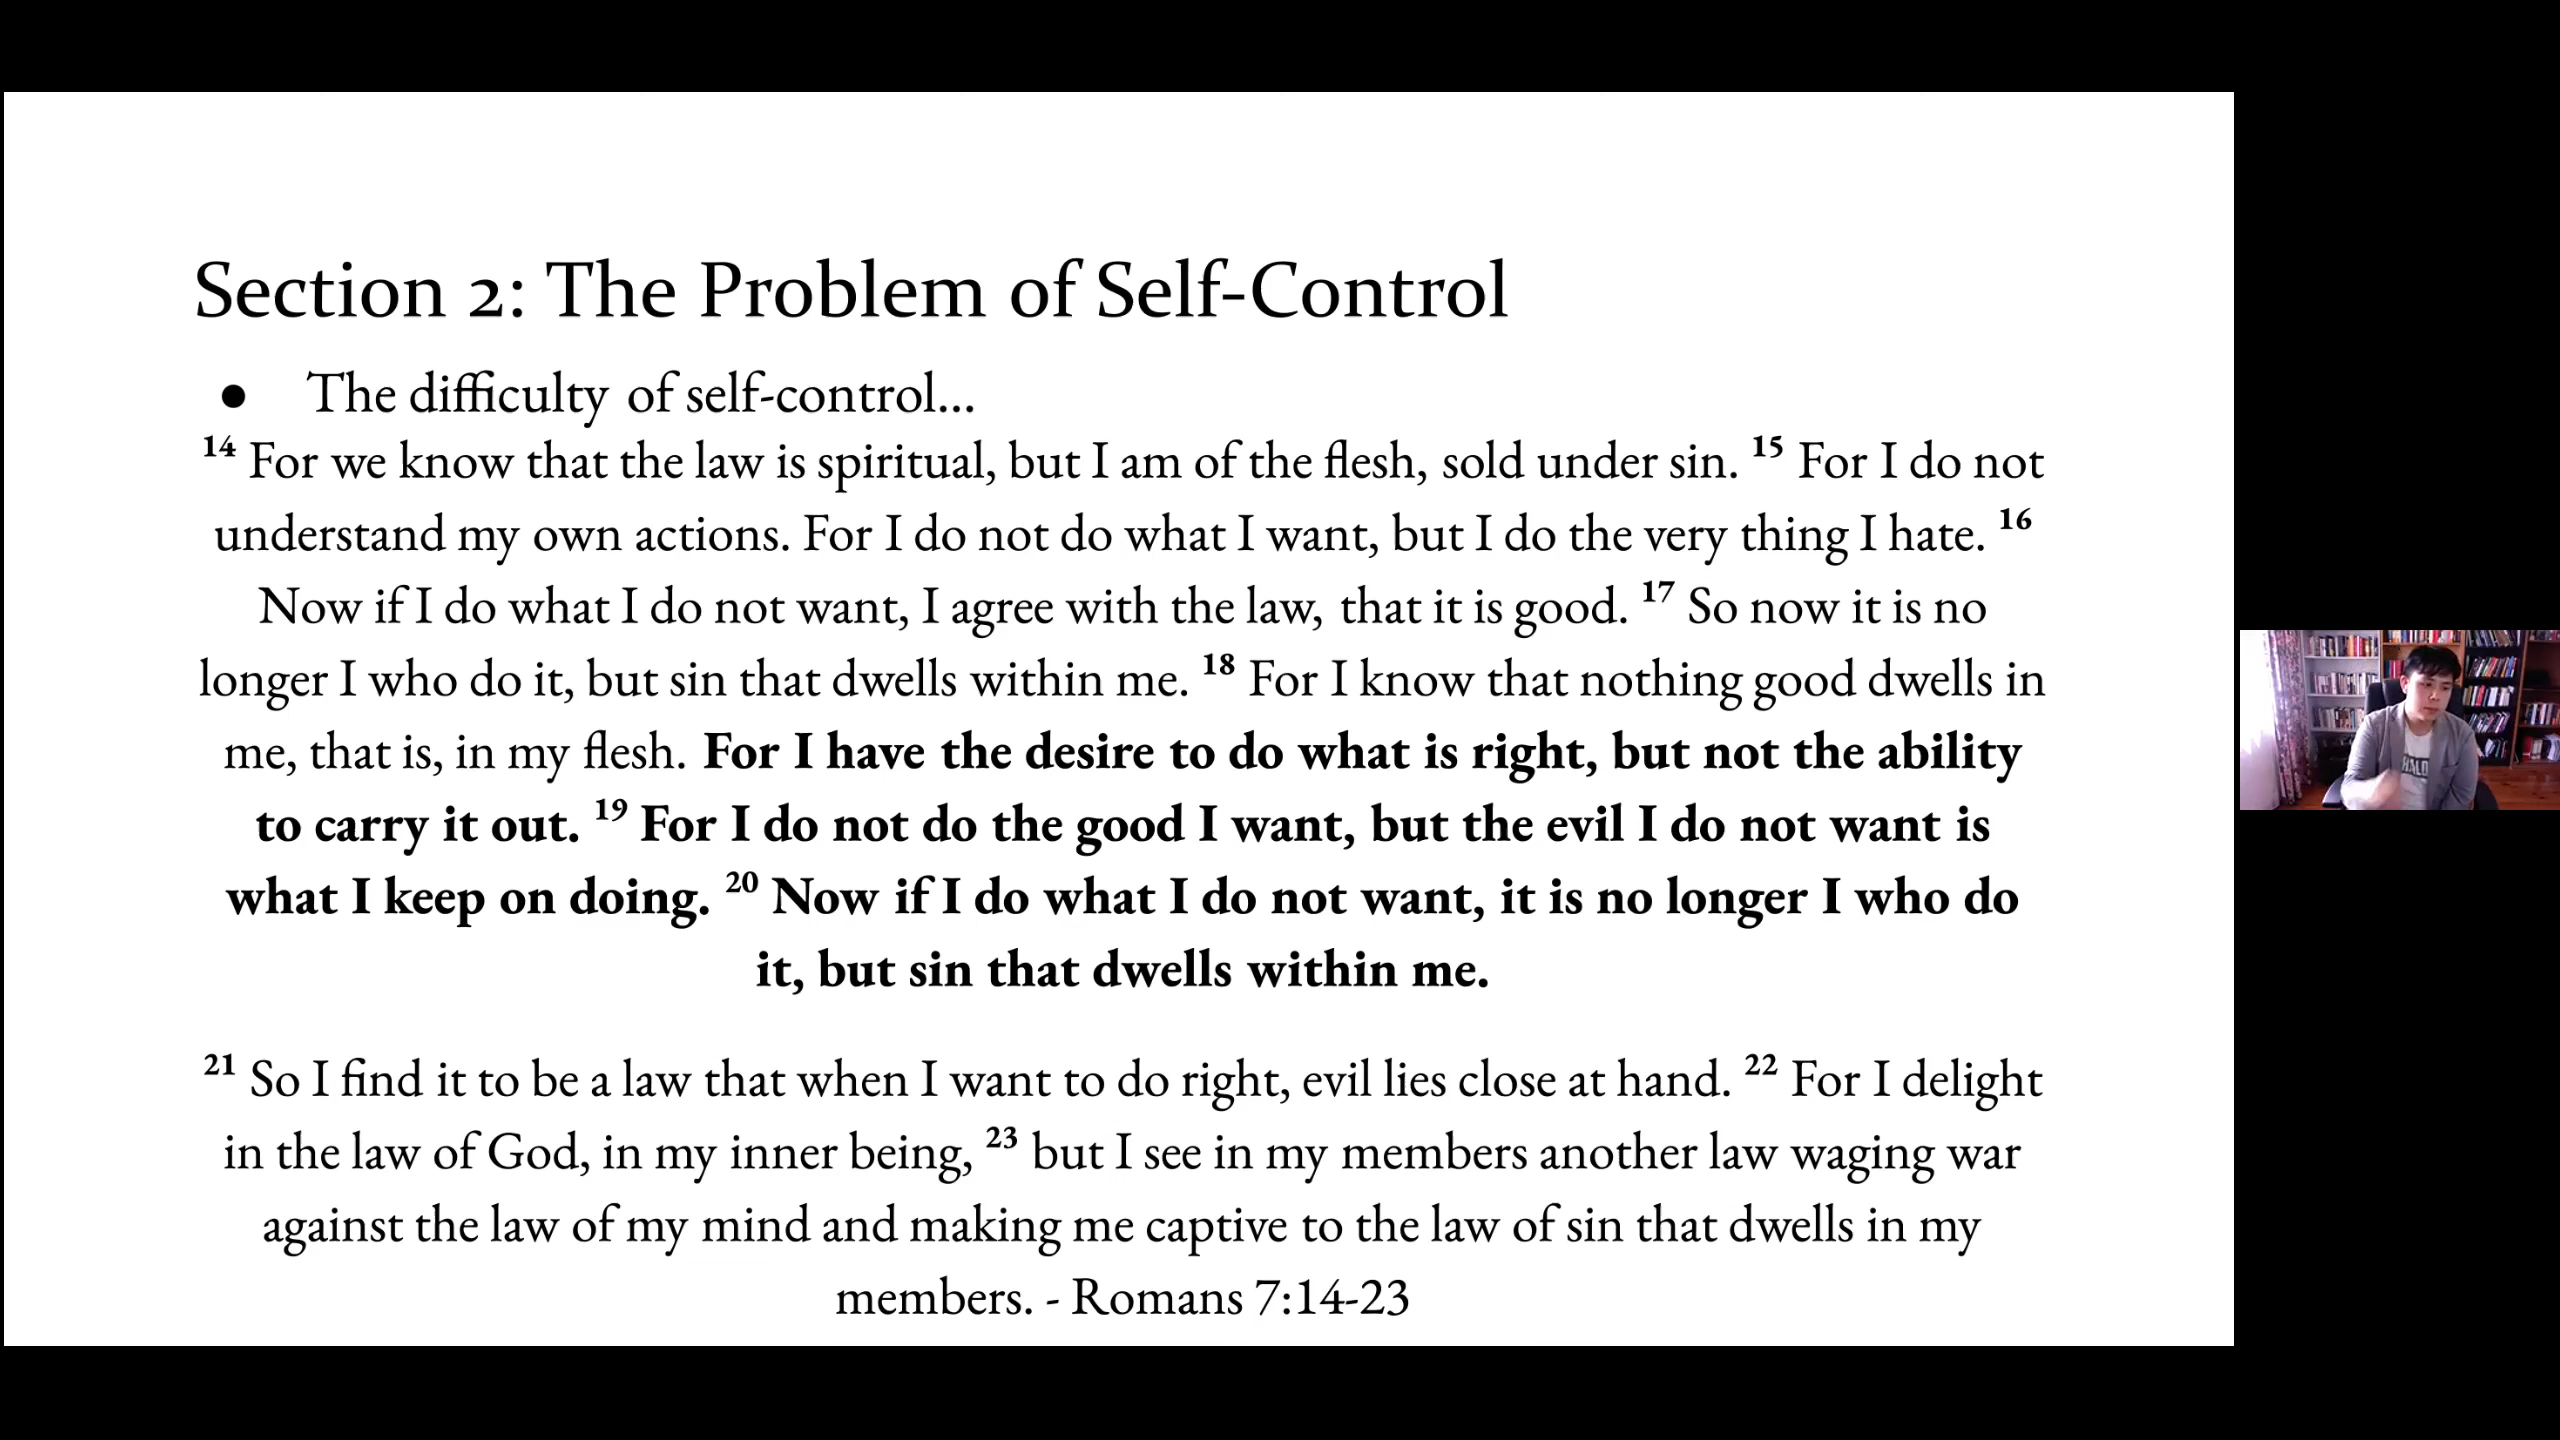 Section 2: The Problem of Self-Control
● The difficulty of self-control...
14 For we know that the law is spiritual, but I am of the flesh, sold under sin. 15 For I do not
understand my own actions. For I do not do what I want, but I do the very thing I hate. 16
Now if I do what I do not want, I agree with the law, that it is good. 17 So now it is no
longer I who do it, but sin that dwells within me. 18 For I know that nothing good dwells in
me, that is, in my flesh. For I have the desire to do what is right, but not the ability
to carry it out. 19 For I do not do the good I want, but the evil I do not want is
what I keep on doing. 20 Now if I do what I do not want, it is no longer I who do
it, but sin that dwells within me.
21 So I find it to be a law that when I want to do right, evil lies close at hand. 22 For I delight
in the law of God, in my inner being, 23 but I see in my members another law waging war
against the law of my mind and making me captive to the law of sin that dwells in my
members. - Romans 7:14-23